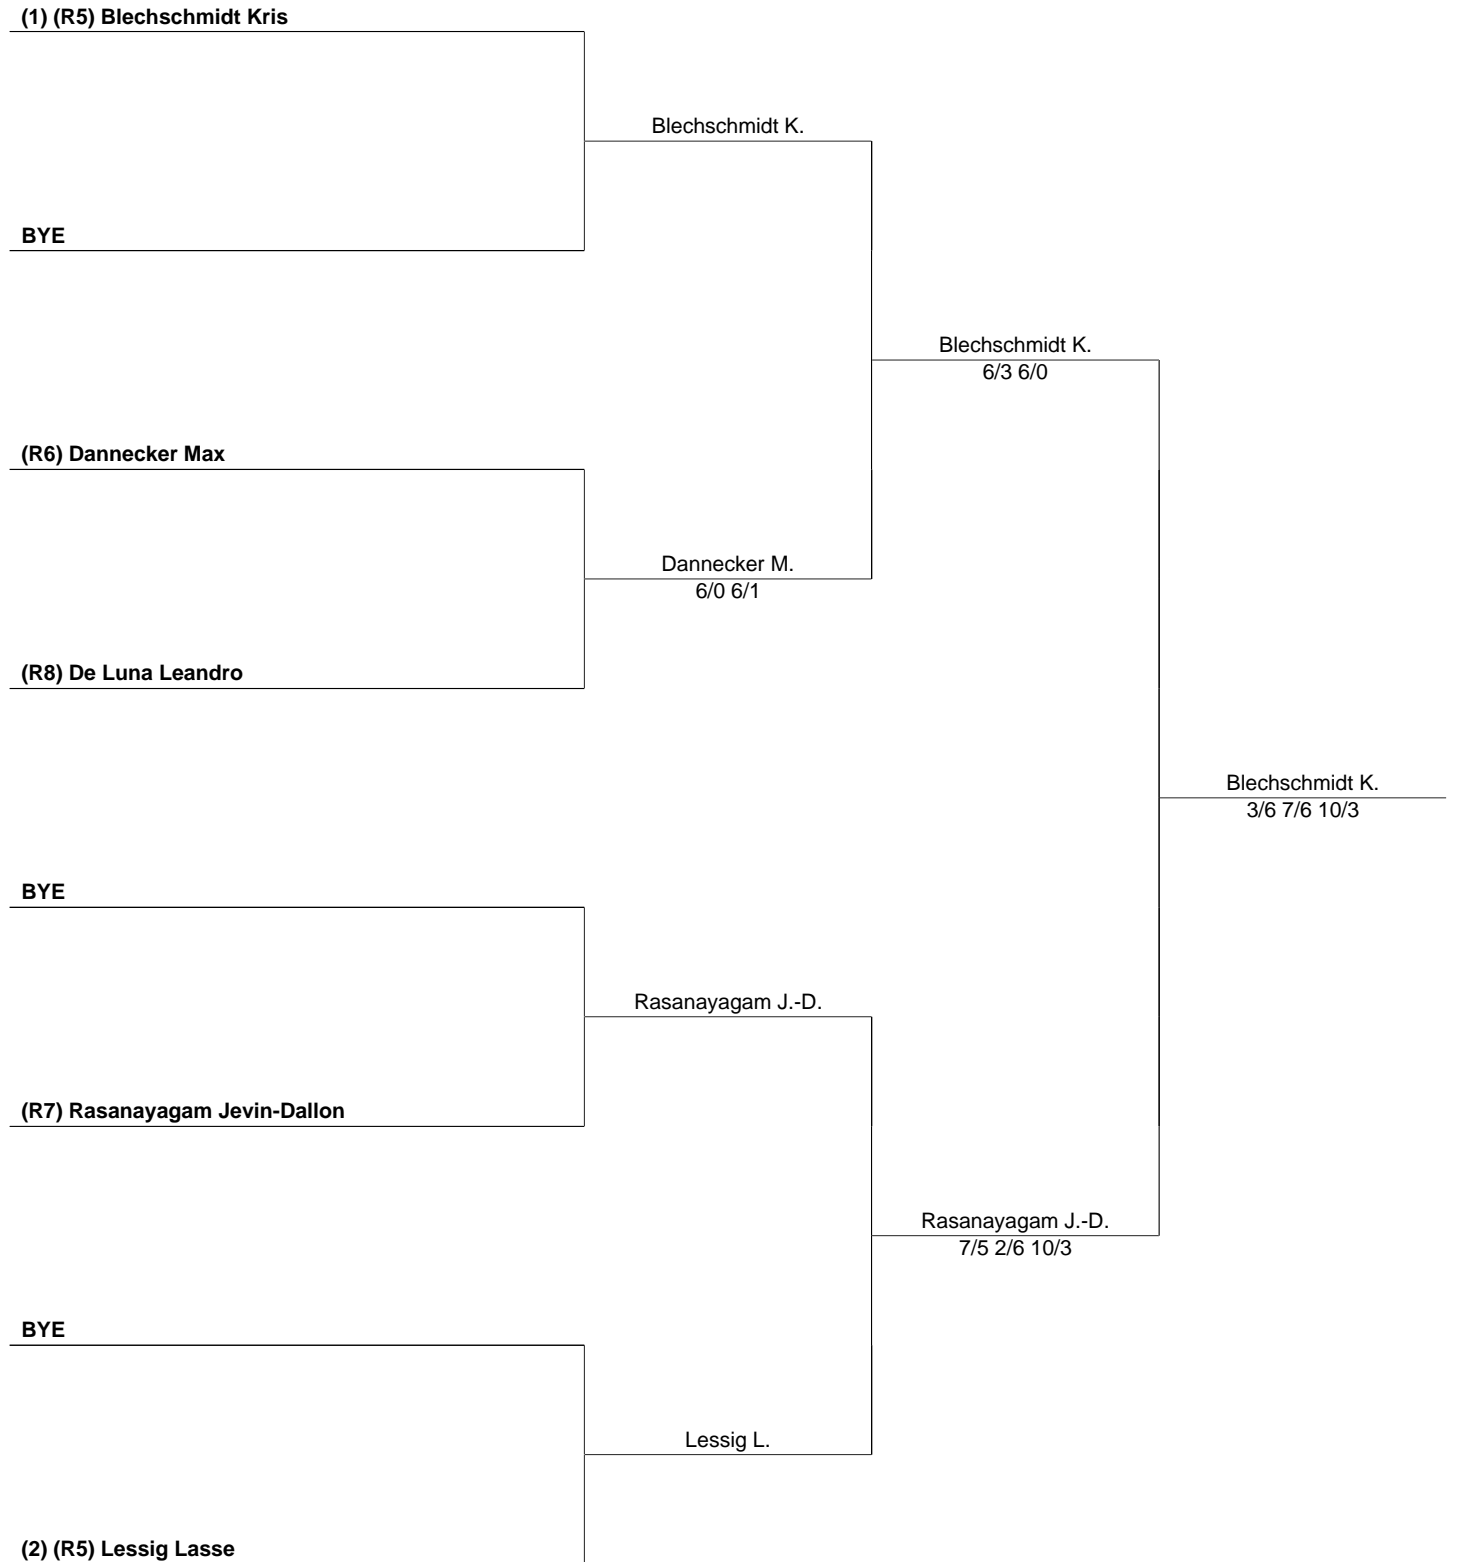 (1) (R5) Blechschmidt Kris
Blechschmidt K.
BYE
Blechschmidt K.
6/3 6/0
(R6) Dannecker Max
Dannecker M.
6/0 6/1
(R8) De Luna Leandro
Blechschmidt K.
3/6 7/6 10/3
BYE
Rasanayagam J.-D.
(R7) Rasanayagam Jevin-Dallon
Rasanayagam J.-D.
7/5 2/6 10/3
BYE
Lessig L.
(2) (R5) Lessig Lasse